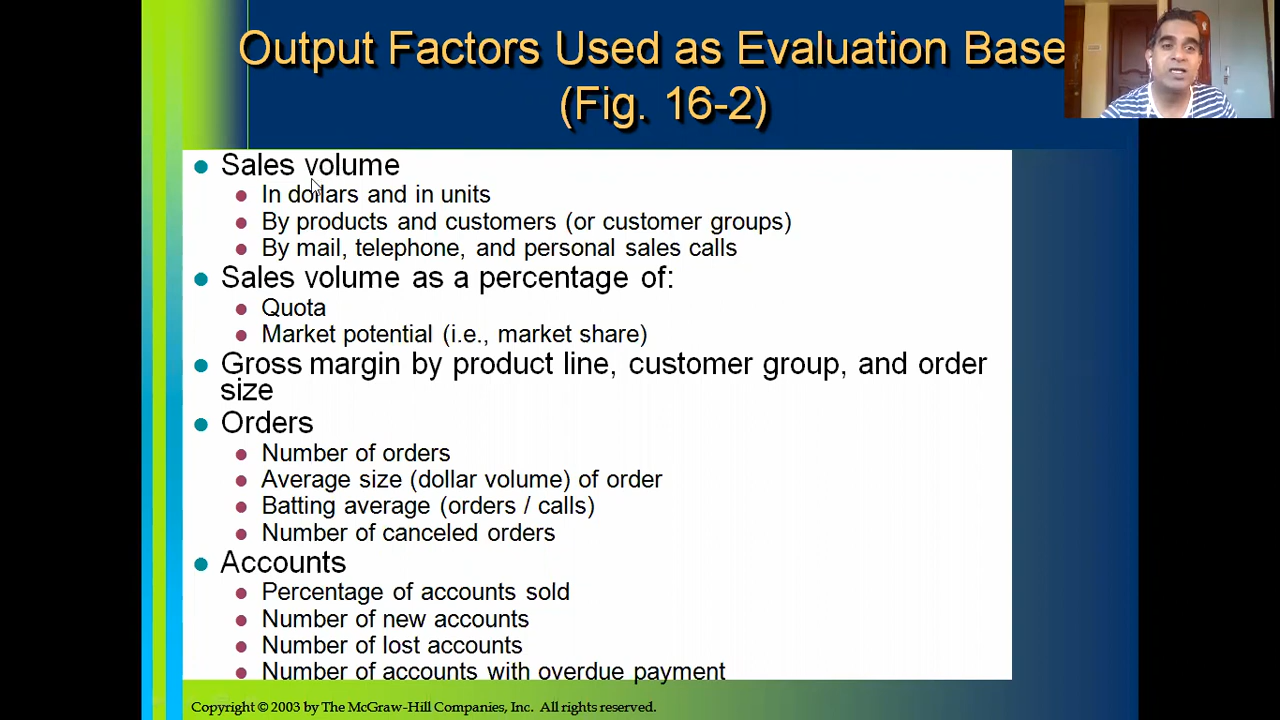 Output Factors Used as Evaluation Base
(Fig. 16-2)
Sales volume
In dollars and in units
By products and customers (or customer groups)
By mail, telephone, and personal sales calls
Sales volume as a percentage of:
Quota
Market potential (i.e., market share)
Gross margin by product line, customer group, and order
size
Orders
Number of orders
Average size (dollar volume) of order
Batting average (orders / calls)
Number of canceled orders
Accounts
Percentage of accounts sold
Number of new accounts
Number of lost accounts
Number of accounts with overdue payment
Copyright © 2003 by The McGraw-Hill Companies, Inc. All rights reserved.